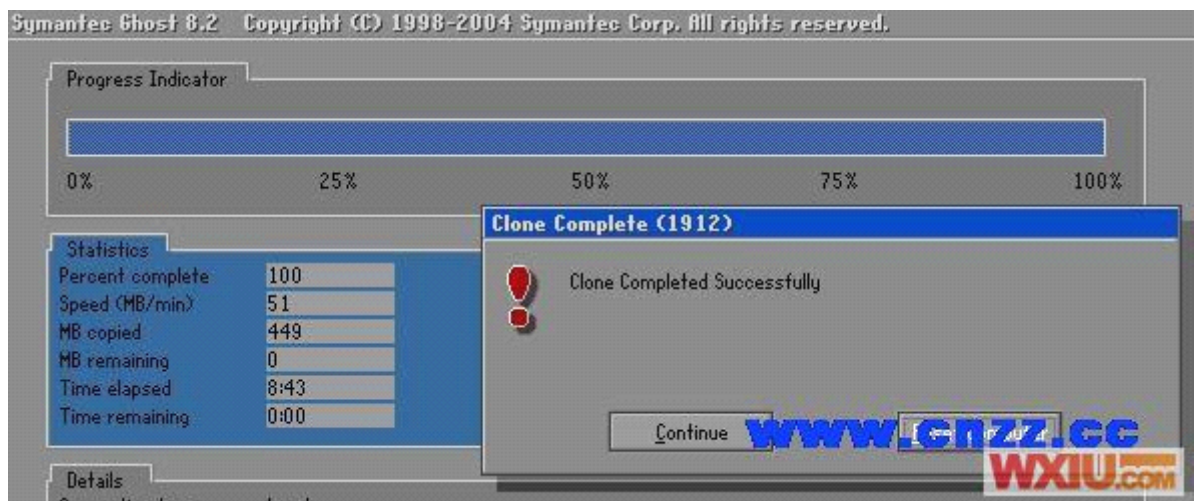 Symantec Ghost 8.2 Copyright (C) 1998-2004 Symantec Corp. All rights reserved.
Progress Indicator
0% 25% 50% 75% 100%
Clone Complete (1912)
Clone Completed Successfully
Continue
Statistics
Percent complete 100
Speed (MB/min) 51
MB copied 449
MB remaining 0
Time elapsed 8:43
Time remaining 0:00
Details
www.cnzz.cc
WXIU.COM